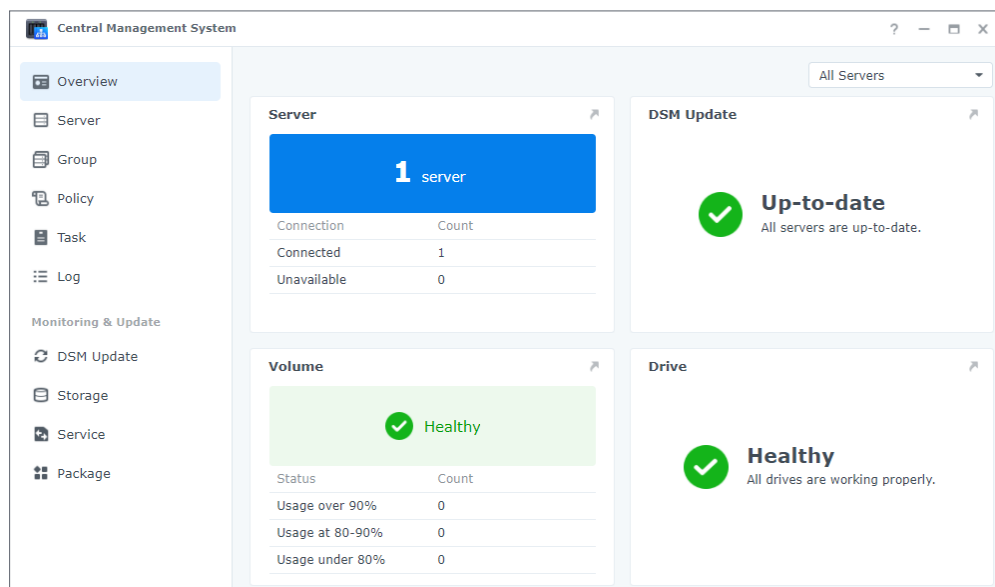 Central Management System
?
All Servers
Overview
Server
Group
Policy
Task
Log
Monitoring & Update
DSM Update
Storage
Service
Package
Server
1 server
Connection Count
Connected 1
Unavailable 0
DSM Update
Up-to-date
All servers are up-to-date.
Volume
Healthy
Status Count
Usage over 90% 0
Usage at 80-90% 0
Usage under 80% 0
Drive
Healthy
All drives are working properly.